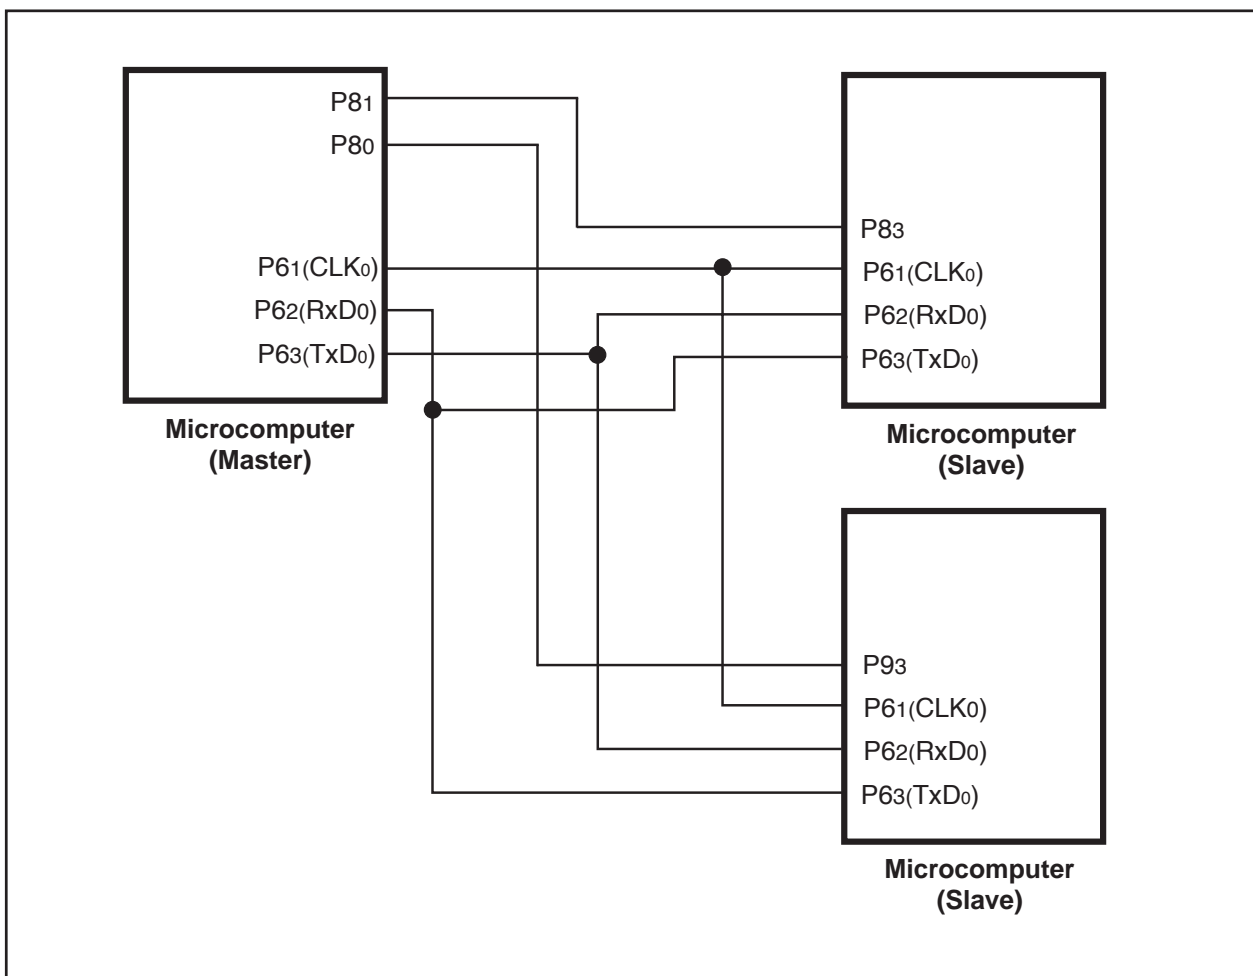 P81
P80
P61(CLK0)
P62(RxD0)
P63(TxD0)
Microcomputer
(Master)
P83
P61(CLK0)
P62(RxD0)
P63(TxD0)
Microcomputer
(Slave)
P93
P61(CLK0)
P62(RxD0)
P63(TxD0)
Microcomputer
(Slave)